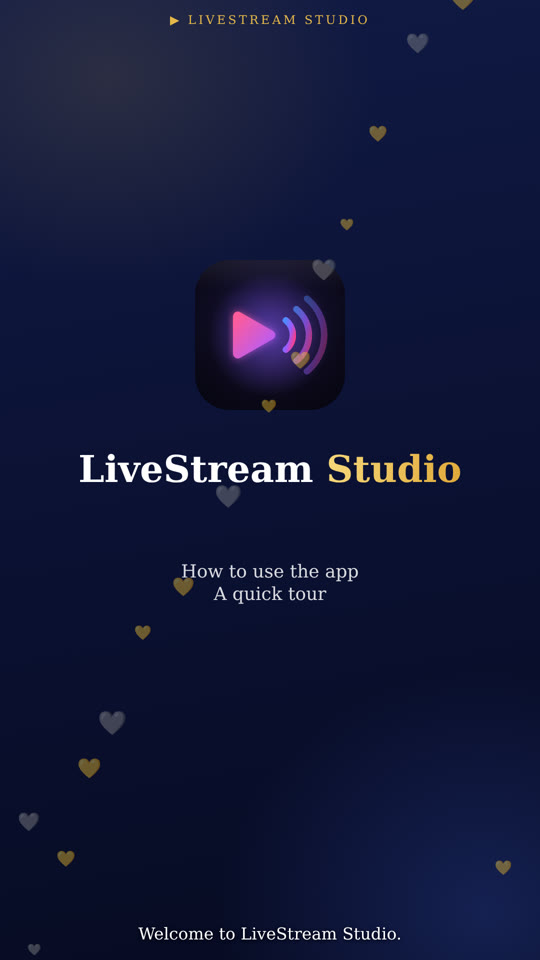 ▶ LIVESTREAM STUDIO
LiveStream Studio
How to use the app
A quick tour
Welcome to LiveStream Studio.